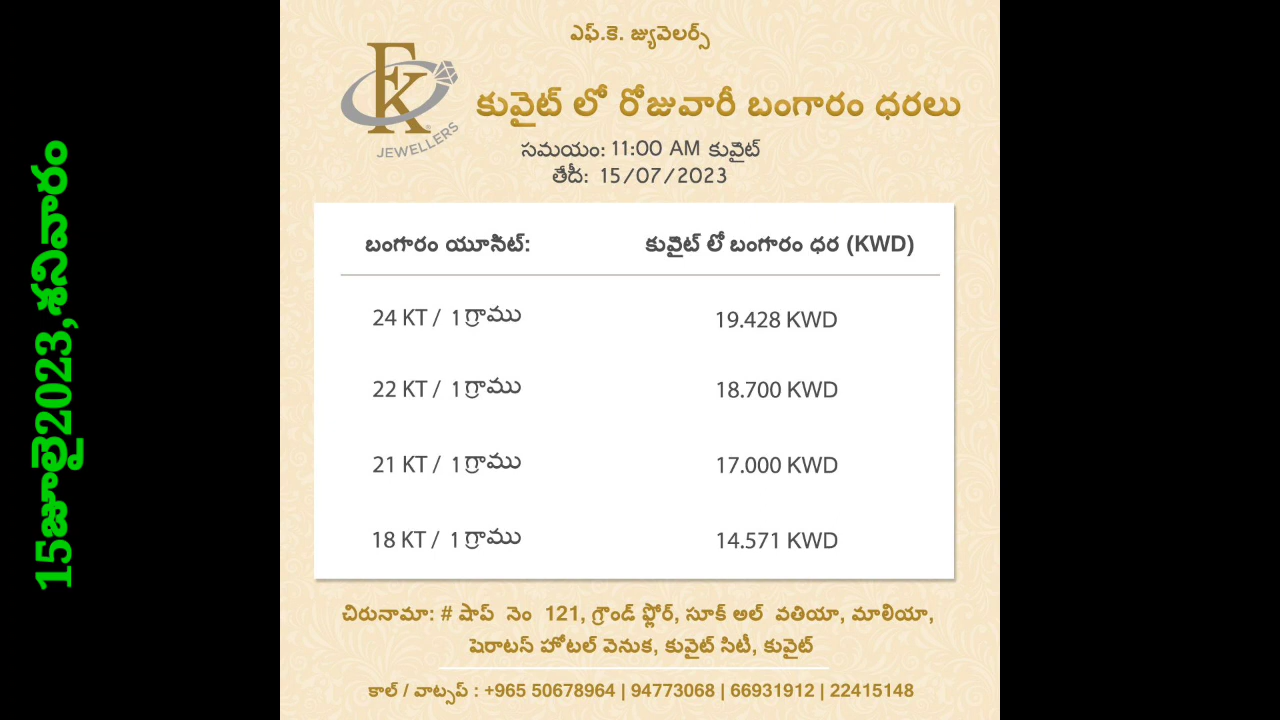 15జూలై2023,శనివారం
ఎఫ్.కె. జ్యువెలర్స్
FK
JEWELLERS
కువైట్ లో రోజువారీ బంగారం ధరలు
సమయం: 11:00 AM కువైట్
తేదీ: 15/07/2023
బంగారం యూనిట్: కువైట్ లో బంగారం ధర (KWD)
24 KT / 1 గ్రాము 19.428 KWD
22 KT / 1 గ్రాము 18.700 KWD
21 KT / 1 గ్రాము 17.000 KWD
18 KT / 1 గ్రాము 14.571 KWD
చిరునామా: # షాప్ నెం 121, గ్రౌండ్ ఫ్లోర్, సూక్ అల్ వతియా, మాలియా,
షెరాటన్ హోటల్ వెనుక, కువైట్ సిటీ, కువైట్
కాల్ / వాట్సప్ : +965 50678964 | 94773068 | 66931912 | 22415148